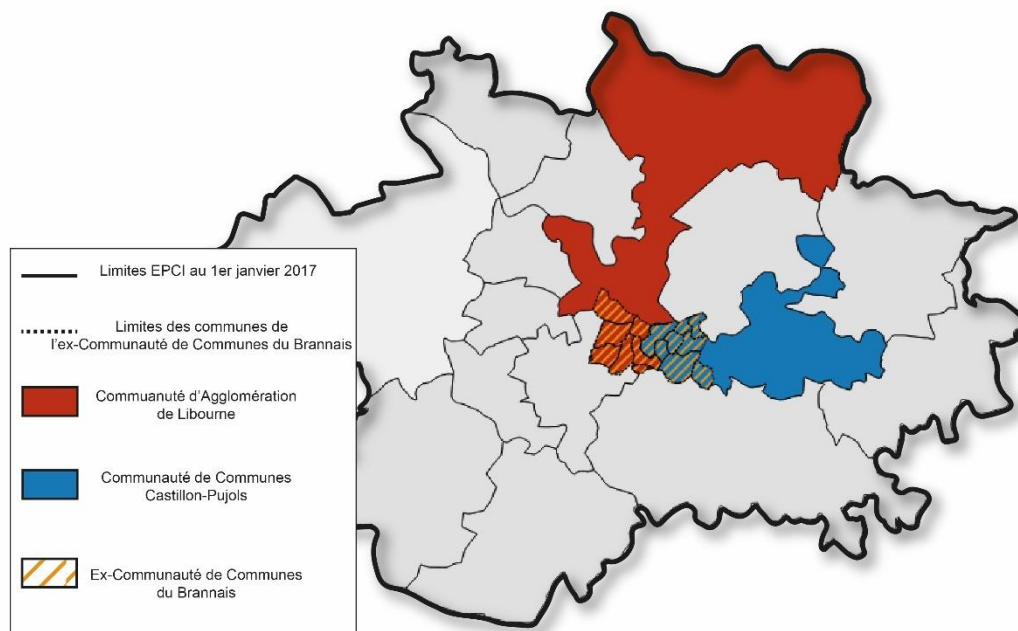 Limites EPCI au 1er janvier 2017
Limites des communes de
l'ex-Communauté de Communes du Brannais
Commuanuté d'Agglomération
de Libourne
Communauté de Communes
Castillon-Pujols
Ex-Communauté de Communes
du Brannais